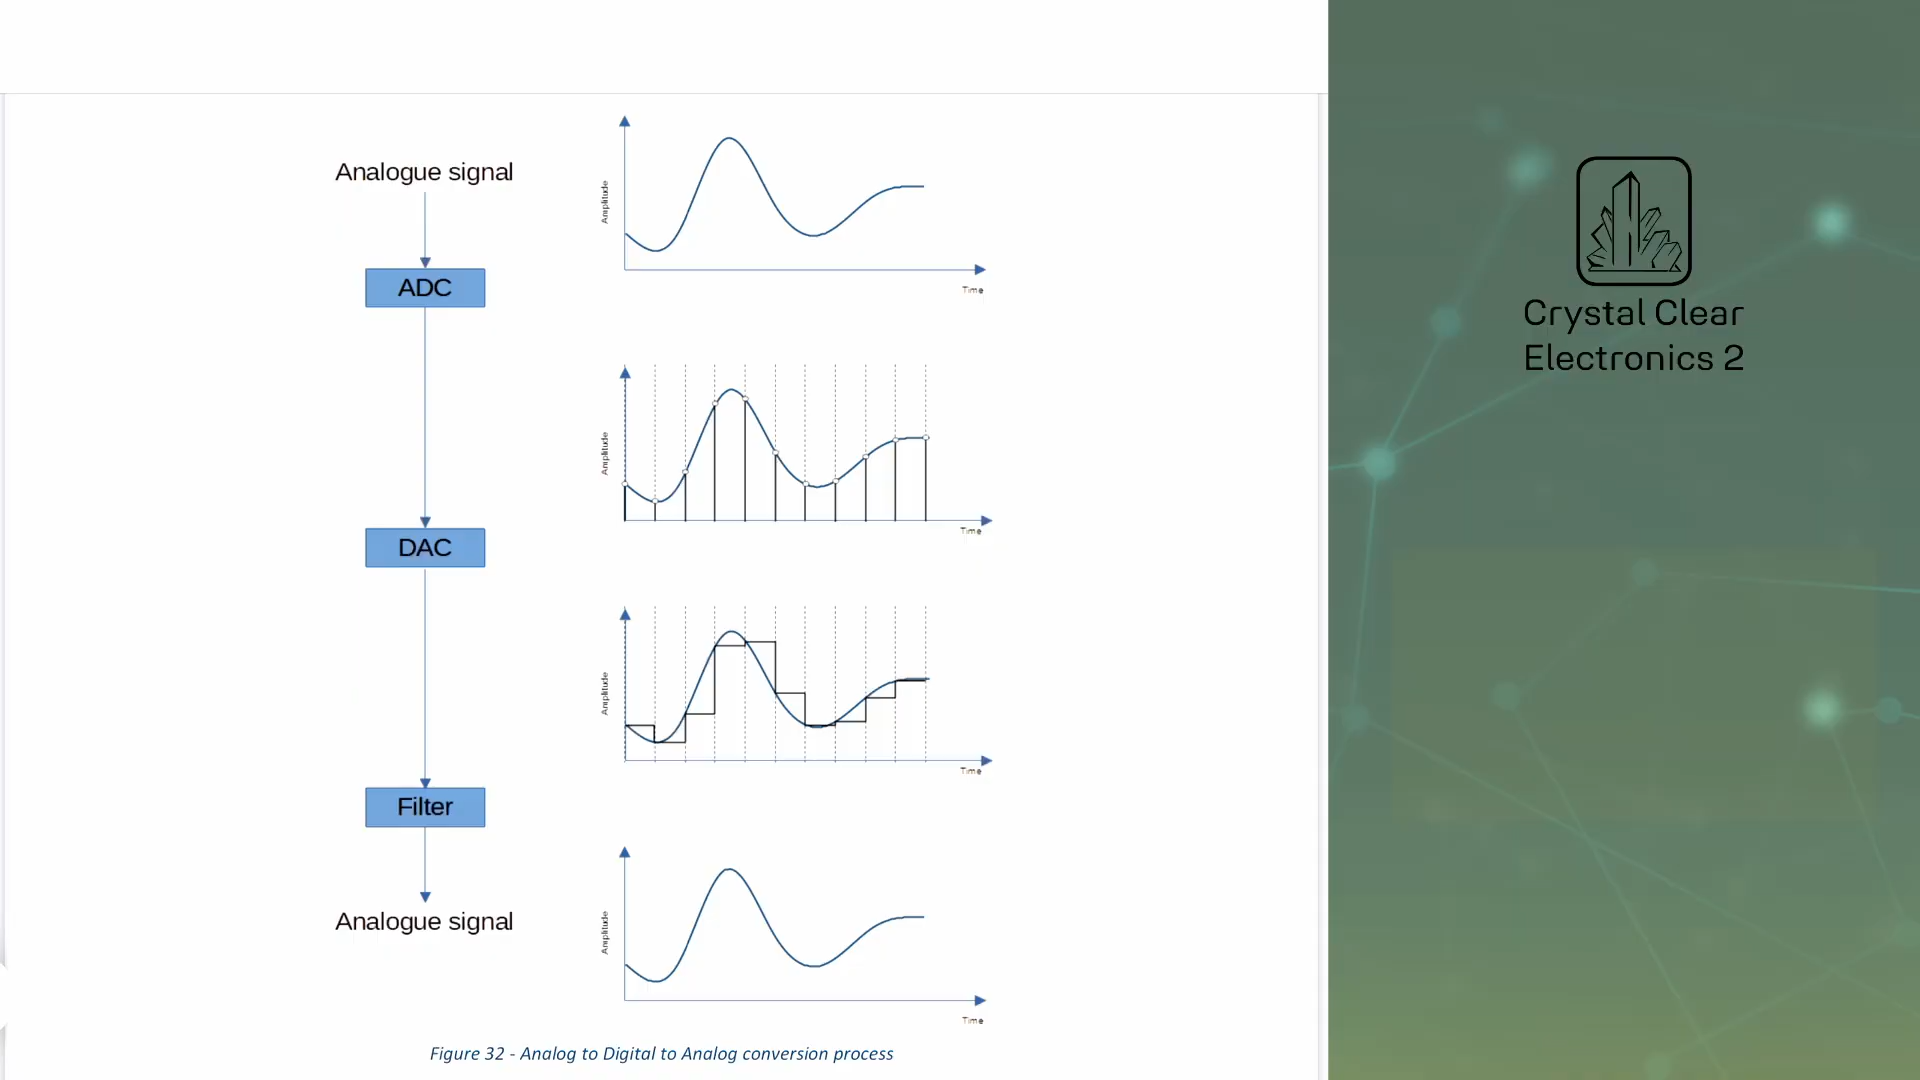 Analogue signal
Amplitude
Time
ADC
Amplitude
Time
DAC
Amplitude
Time
Filter
Amplitude
Analogue signal
Time
Figure 32 - Analog to Digital to Analog conversion process
Crystal Clear
Electronics 2